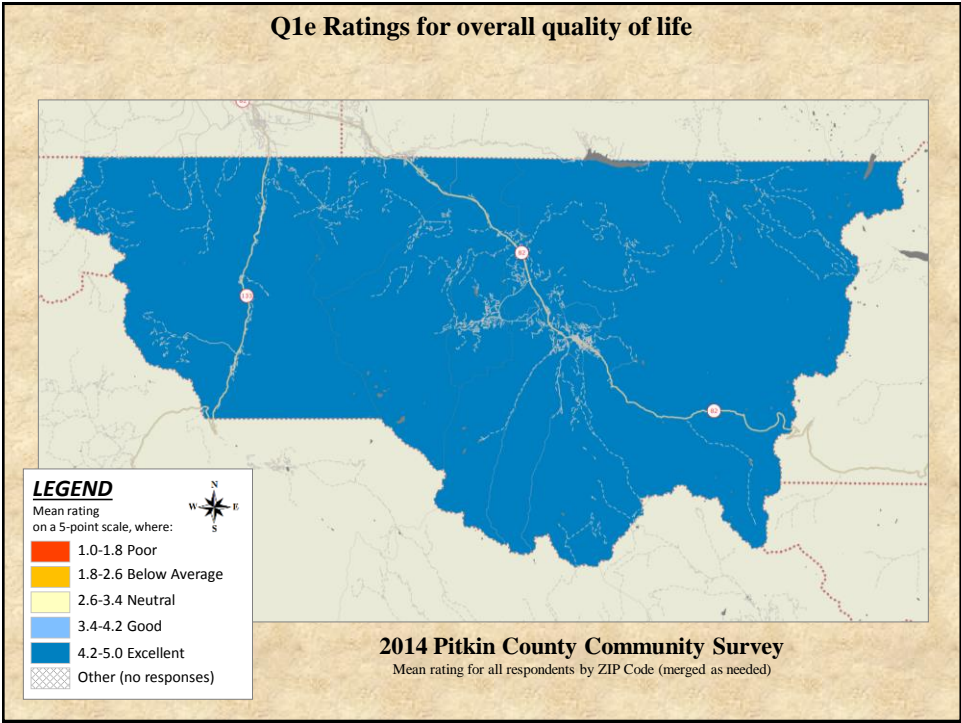 Q1e Ratings for overall quality of life
82
133
82
LEGEND
Mean rating
on a 5-point scale, where:
N
W
E
S
1.0-1.8 Poor
1.8-2.6 Below Average
2.6-3.4 Neutral
3.4-4.2 Good
4.2-5.0 Excellent
Other (no responses)
2014 Pitkin County Community Survey
Mean rating for all respondents by ZIP Code (merged as needed)